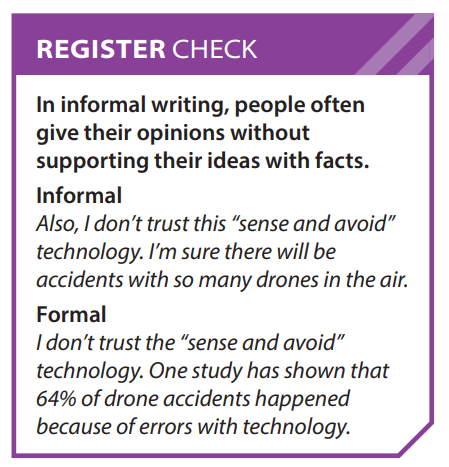 REGISTER CHECK
In informal writing, people often
give their opinions without
supporting their ideas with facts.
Informal
Also, I don’t trust this “sense and avoid”
technology. I’m sure there will be
accidents with so many drones in the air.
Formal
I don’t trust the “sense and avoid”
technology. One study has shown that
64% of drone accidents happened
because of errors with technology.